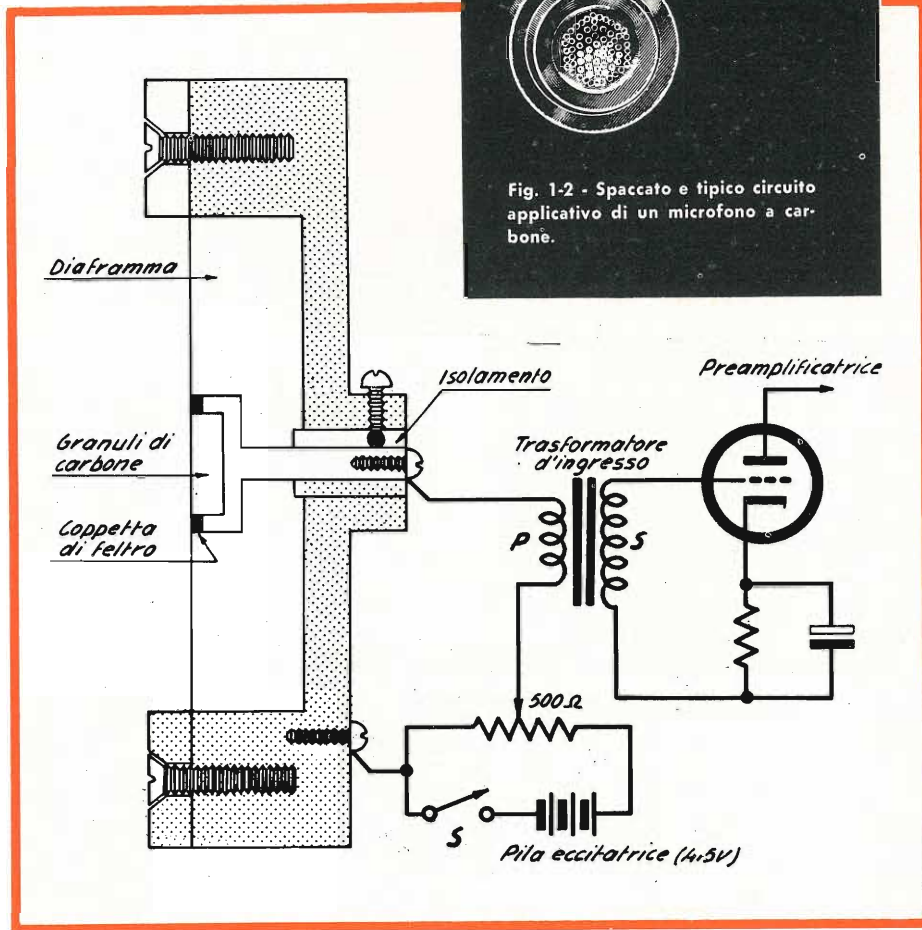 Fig. 1-2 - Spaccato e tipico circuito
applicativo di un microfono a car-
bone.
Diaframma
Granuli di
carbone
Coppetta
di feltro
Isolamento
Trasformatore
d'ingresso
Preamplificatrice
P
S
500Ω
S
Pila eccitatrice (4,5V)